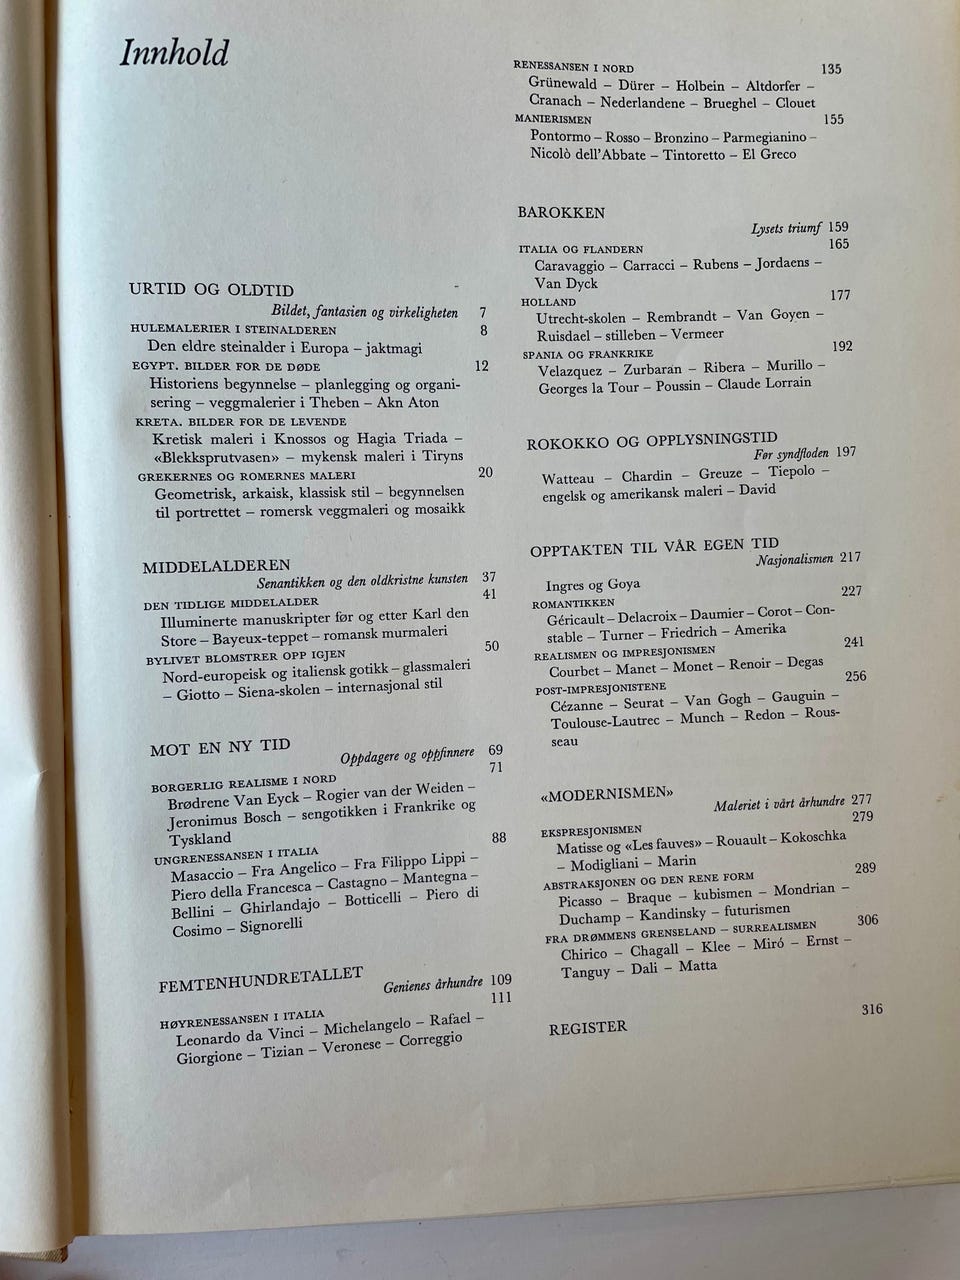 Innhold
URTID OG OLDTID
Bildet, fantasien og virkeligheten 7
HULEMALERIER I STEINALDEREN 8
Den eldre steinalder i Europa – jaktmagi
EGYPT. BILDER FOR DE DØDE 12
Historiens begynnelse – planlegging og organi-
sering – veggmalerier i Theben – Akn Aton
KRETA. BILDER FOR DE LEVENDE
Kretisk maleri i Knossos og Hagia Triada –
«Blekksprutvasen» – mykensk maleri i Tiryns
GREKERNES OG ROMERNES MALERI 20
Geometrisk, arkaisk, klassisk stil – begynnelsen
til portrettet – romersk veggmaleri og mosaikk
MIDDELALDEREN
Senantikken og den oldkristne kunsten 37
DEN TIDLIGE MIDDELALDER 41
Illuminerte manuskripter før og etter Karl den
Store – Bayeux-teppet – romansk murmaleri
BYLIVET BLOMSTRER OPP IGJEN 50
Nord-europeisk og italiensk gotikk – glassmaleri
– Giotto – Siena-skolen – internasjonal stil
MOT EN NY TID
Oppdagere og oppfinnere 69
BORGERLIG REALISME I NORD 71
Brødrene Van Eyck – Rogier van der Weiden –
Jeronimus Bosch – sengotikken i Frankrike og
Tyskland
UNGRENESSANSEN I ITALIA 88
Masaccio – Fra Angelico – Fra Filippo Lippi –
Piero della Francesca – Castagno – Mantegna –
Bellini – Ghirlandajo – Botticelli – Piero di
Cosimo – Signorelli
FEMTENHUNDRETALLET
Genienes århundre 109
HØYRENESSANSEN I ITALIA 111
Leonardo da Vinci – Michelangelo – Rafael –
Giorgione – Tizian – Veronese – Correggio
RENESSANSEN I NORD 135
Grünewald – Dürer – Holbein – Altdorfer –
Cranach – Nederlandene – Brueghel – Clouet
MANIERISMEN 155
Pontormo – Rosso – Bronzino – Parmegianino –
Nicolò dell'Abbate – Tintoretto – El Greco
BAROKKEN
Lysets triumf 159
ITALIA OG FLANDERN 165
Caravaggio – Carracci – Rubens – Jordaens –
Van Dyck
HOLLAND 177
Utrecht-skolen – Rembrandt – Van Goyen –
Ruisdael – stilleben – Vermeer
SPANIA OG FRANKRIKE 192
Velazquez – Zurbaran – Ribera – Murillo –
Georges la Tour – Poussin – Claude Lorrain
ROKOKKO OG OPPLYSNINGSTID
Før syndfloden 197
Watteau – Chardin – Greuze – Tiepolo –
engelsk og amerikansk maleri – David
OPPTAKTEN TIL VÅR EGEN TID
Nasjonalismen 217
Ingres og Goya
ROMANTIKKEN 227
Géricault – Delacroix – Daumier – Corot – Con-
stable – Turner – Friedrich – Amerika
REALISMEN OG IMPRESJONISMEN 241
Courbet – Manet – Monet – Renoir – Degas
POST-IMPRESJONISTENE 256
Cézanne – Seurat – Van Gogh – Gauguin –
Toulouse-Lautrec – Munch – Redon – Rous-
seau
«MODERNISMEN»
Maleriet i vårt århundre 277
EKSPRESJONISMEN 279
Matisse og «Les fauves» – Rouault – Kokoschka
– Modigliani – Marin
ABSTRAKSJONEN OG DEN RENE FORM 289
Picasso – Braque – kubismen – Mondrian –
Duchamp – Kandinsky – futurismen
FRA DRØMMENS GRENSELAND – SURREALISMEN 306
Chirico – Chagall – Klee – Miró – Ernst –
Tanguy – Dali – Matta
REGISTER 316